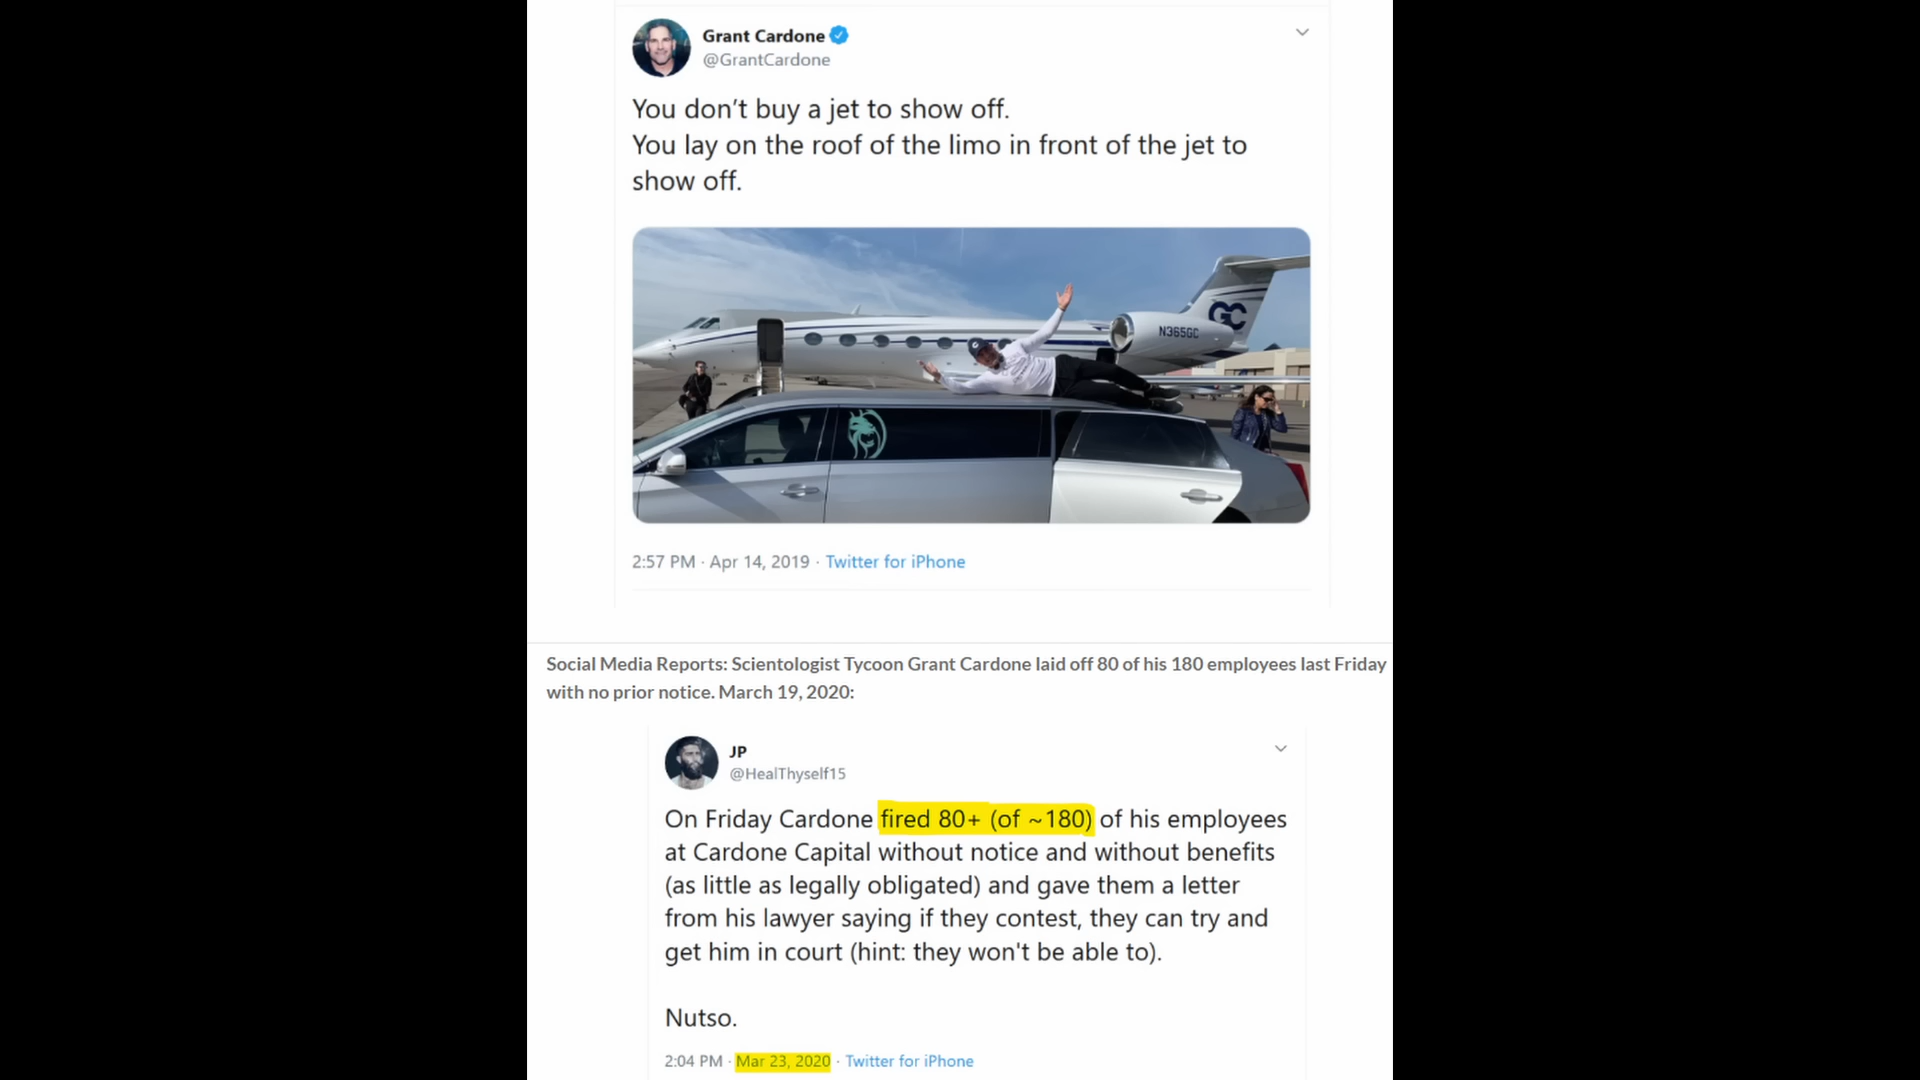 Grant Cardone
@GrantCardone
You don’t buy a jet to show off.
You lay on the roof of the limo in front of the jet to
show off.
GC
N365GC
2:57 PM · Apr 14, 2019 · Twitter for iPhone
Social Media Reports: Scientologist Tycoon Grant Cardone laid off 80 of his 180 employees last Friday
with no prior notice. March 19, 2020:
JP
@HealThyself15
On Friday Cardone fired 80+ (of ~180) of his employees
at Cardone Capital without notice and without benefits
(as little as legally obligated) and gave them a letter
from his lawyer saying if they contest, they can try and
get him in court (hint: they won't be able to).
Nutso.
2:04 PM · Mar 23, 2020 · Twitter for iPhone